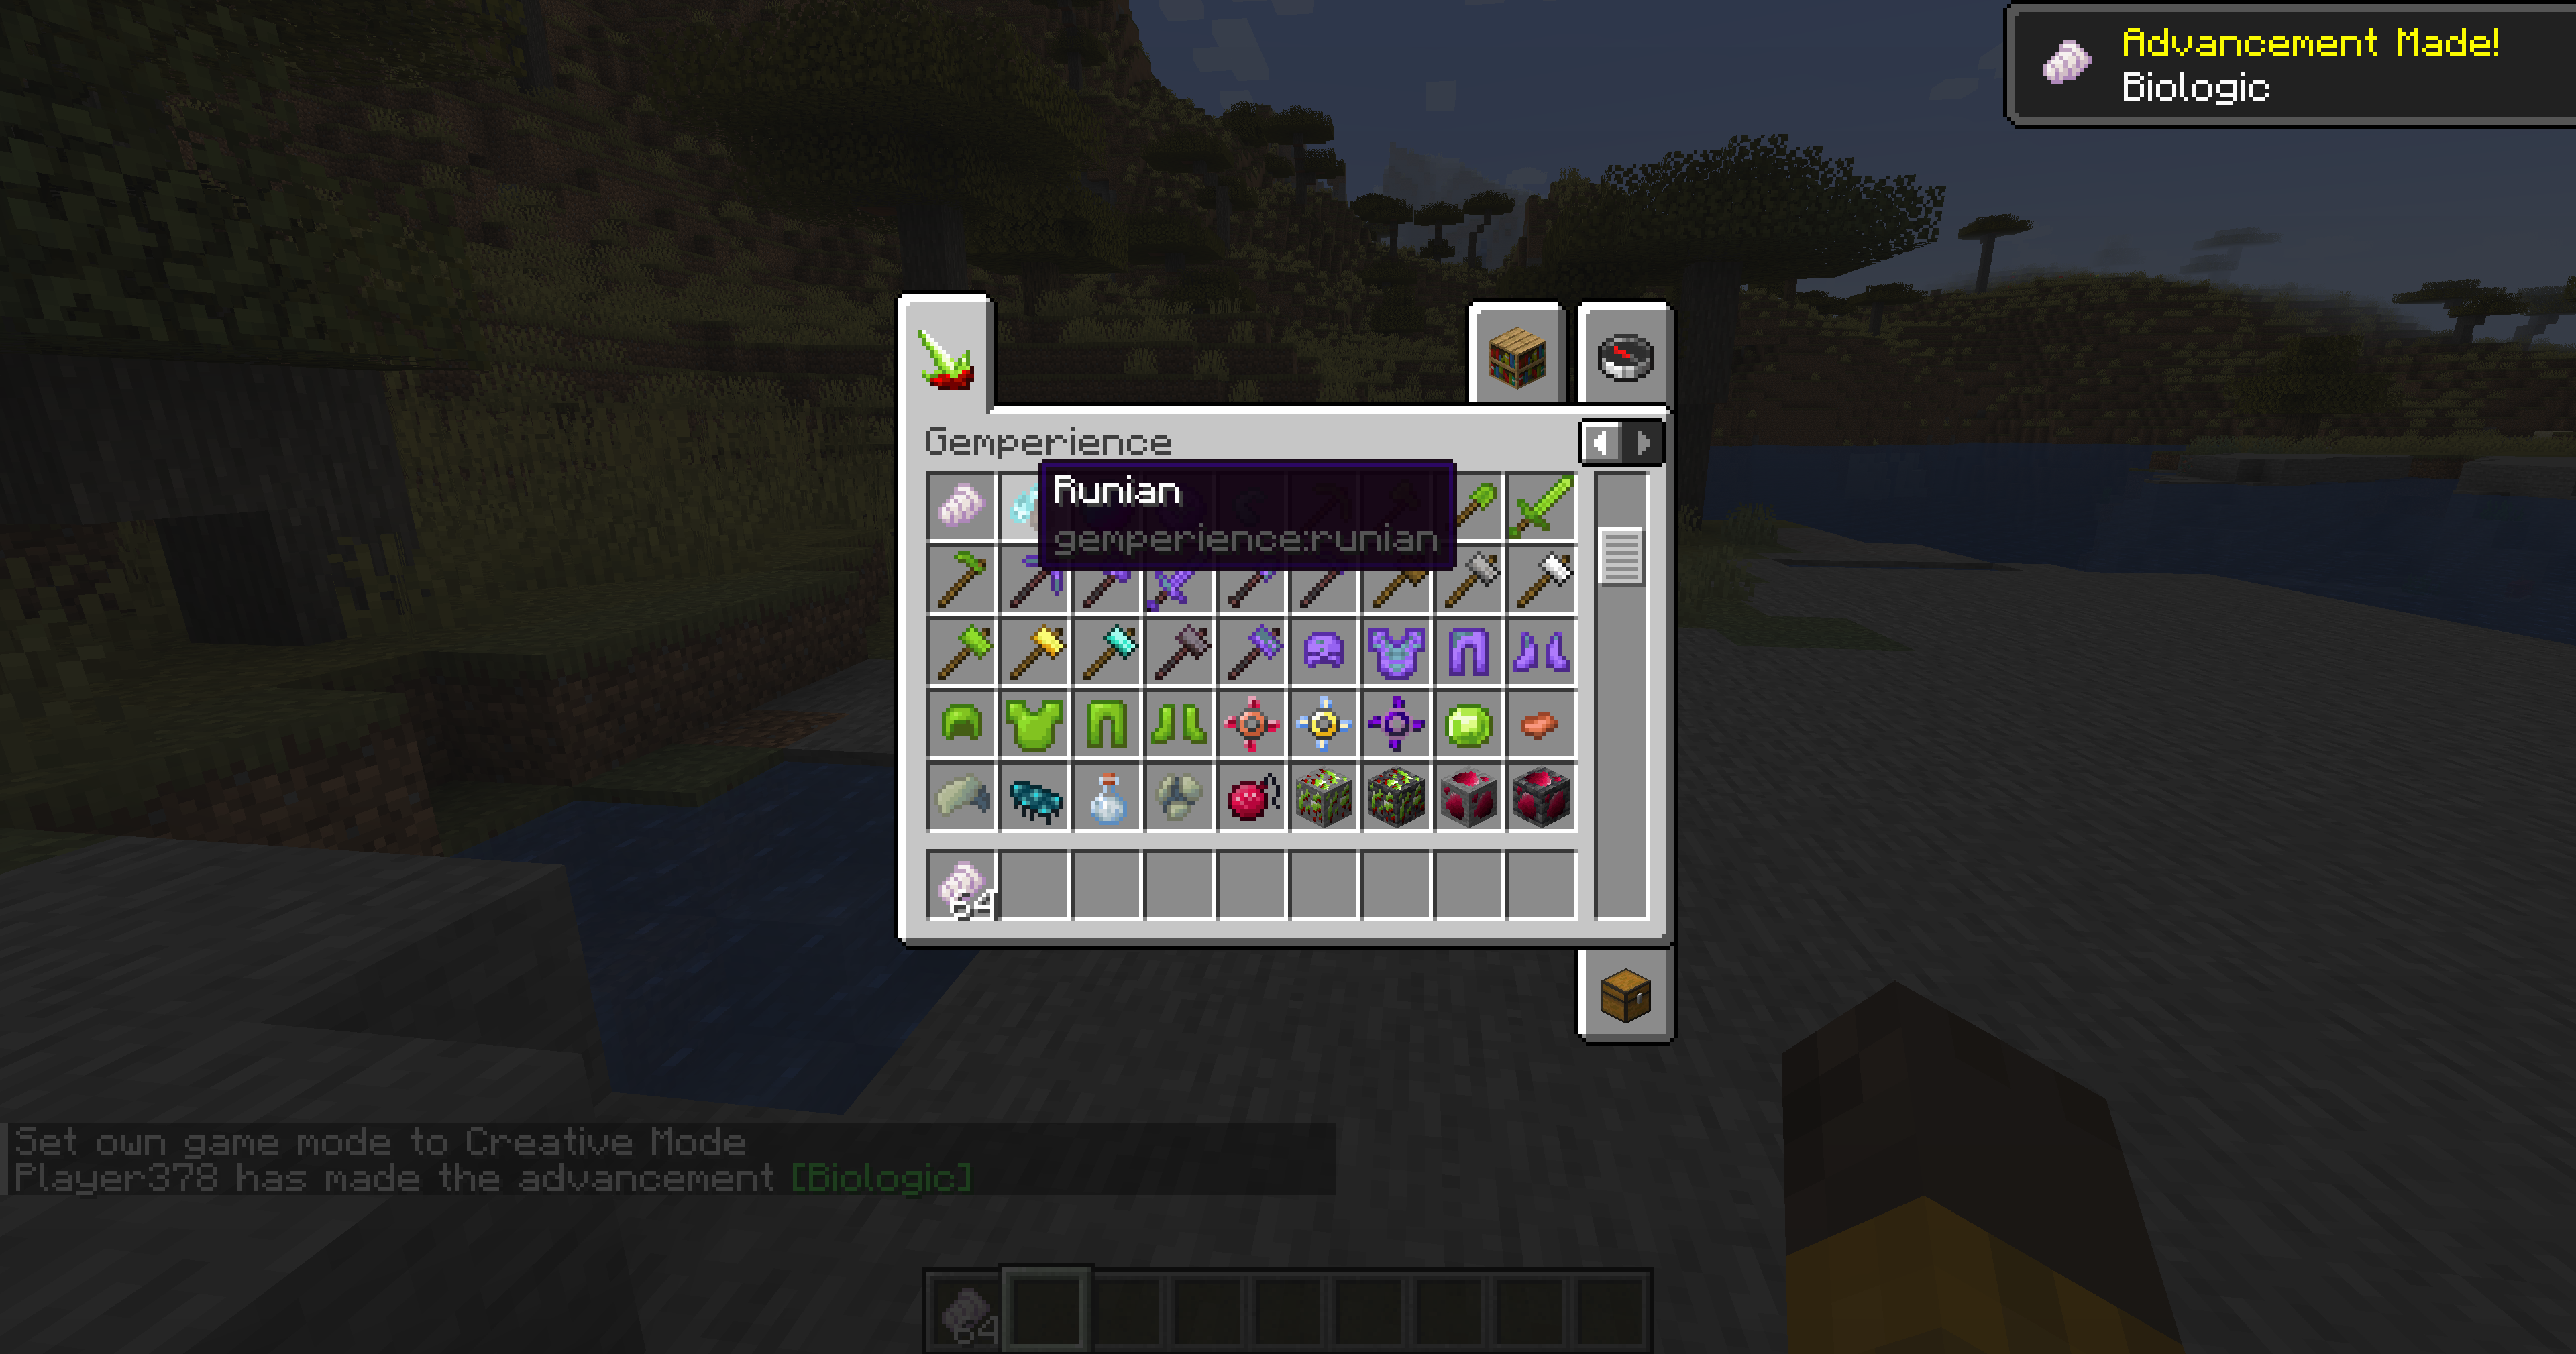 Advancement Made!
Biologic
Gemperience
Runian
gemperience:runian
64
Set own game mode to Creative Mode
Player378 has made the advancement [Biologic]
64